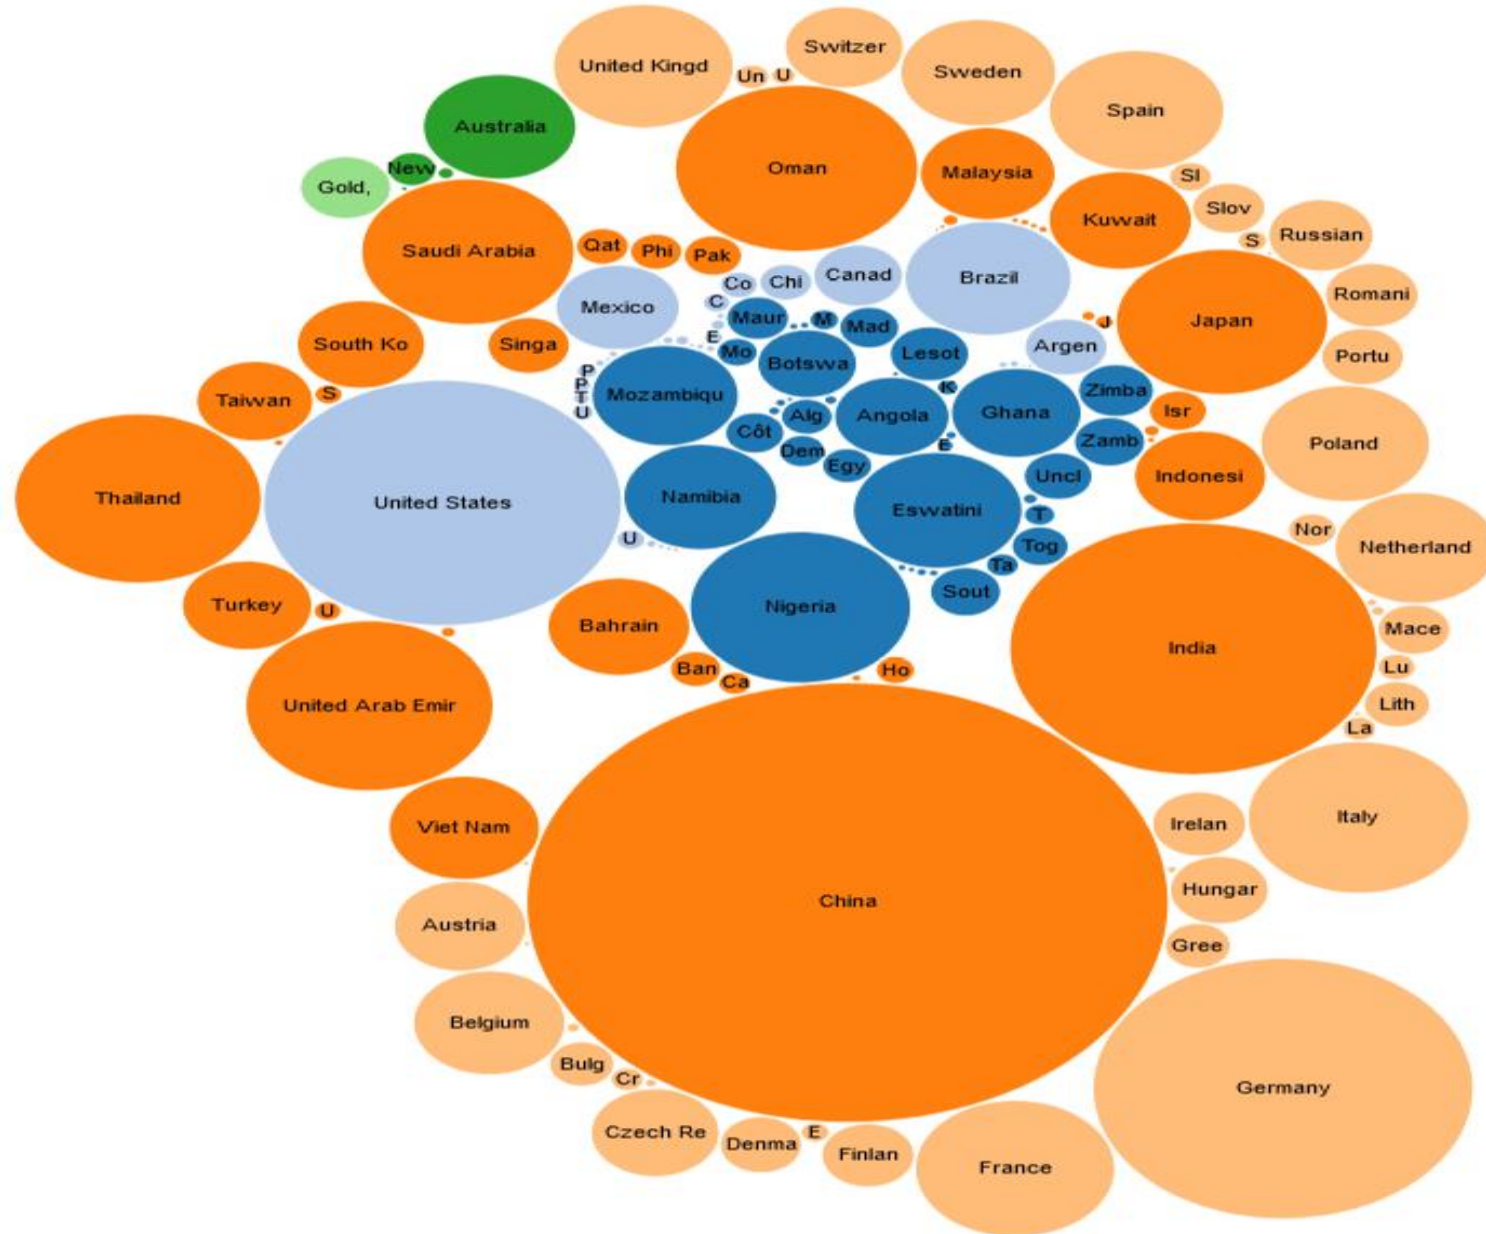 United Kingd
Un
U
Switzer
Sweden
Spain
Australia
New
Gold,
Oman
Malaysia
SI
Slov
Kuwait
S
Russian
Saudi Arabia
Qat
Phi
Pak
Co
Chi
Canad
Brazil
Romani
Mexico
C
Maur
M
Mad
J
Japan
South Ko
Singa
E
Mo
Botswa
Lesot
Argen
Portu
P
P
T
U
Mozambiqu
K
Zimba
Isr
Taiwan
S
Côt
Alg
Angola
Ghana
Zamb
E
Poland
Dem
Egy
Uncl
Indonesi
Thailand
United States
Namibia
Eswatini
T
Nor
Netherland
U
Tog
Ta
Sout
Turkey
U
Bahrain
Nigeria
India
Mace
Ban
Ca
Ho
Lu
United Arab Emir
Lith
La
Viet Nam
Irelan
Italy
China
Hungar
Austria
Gree
Belgium
Bulg
Cr
Germany
Czech Re
Denma
E
Finlan
France